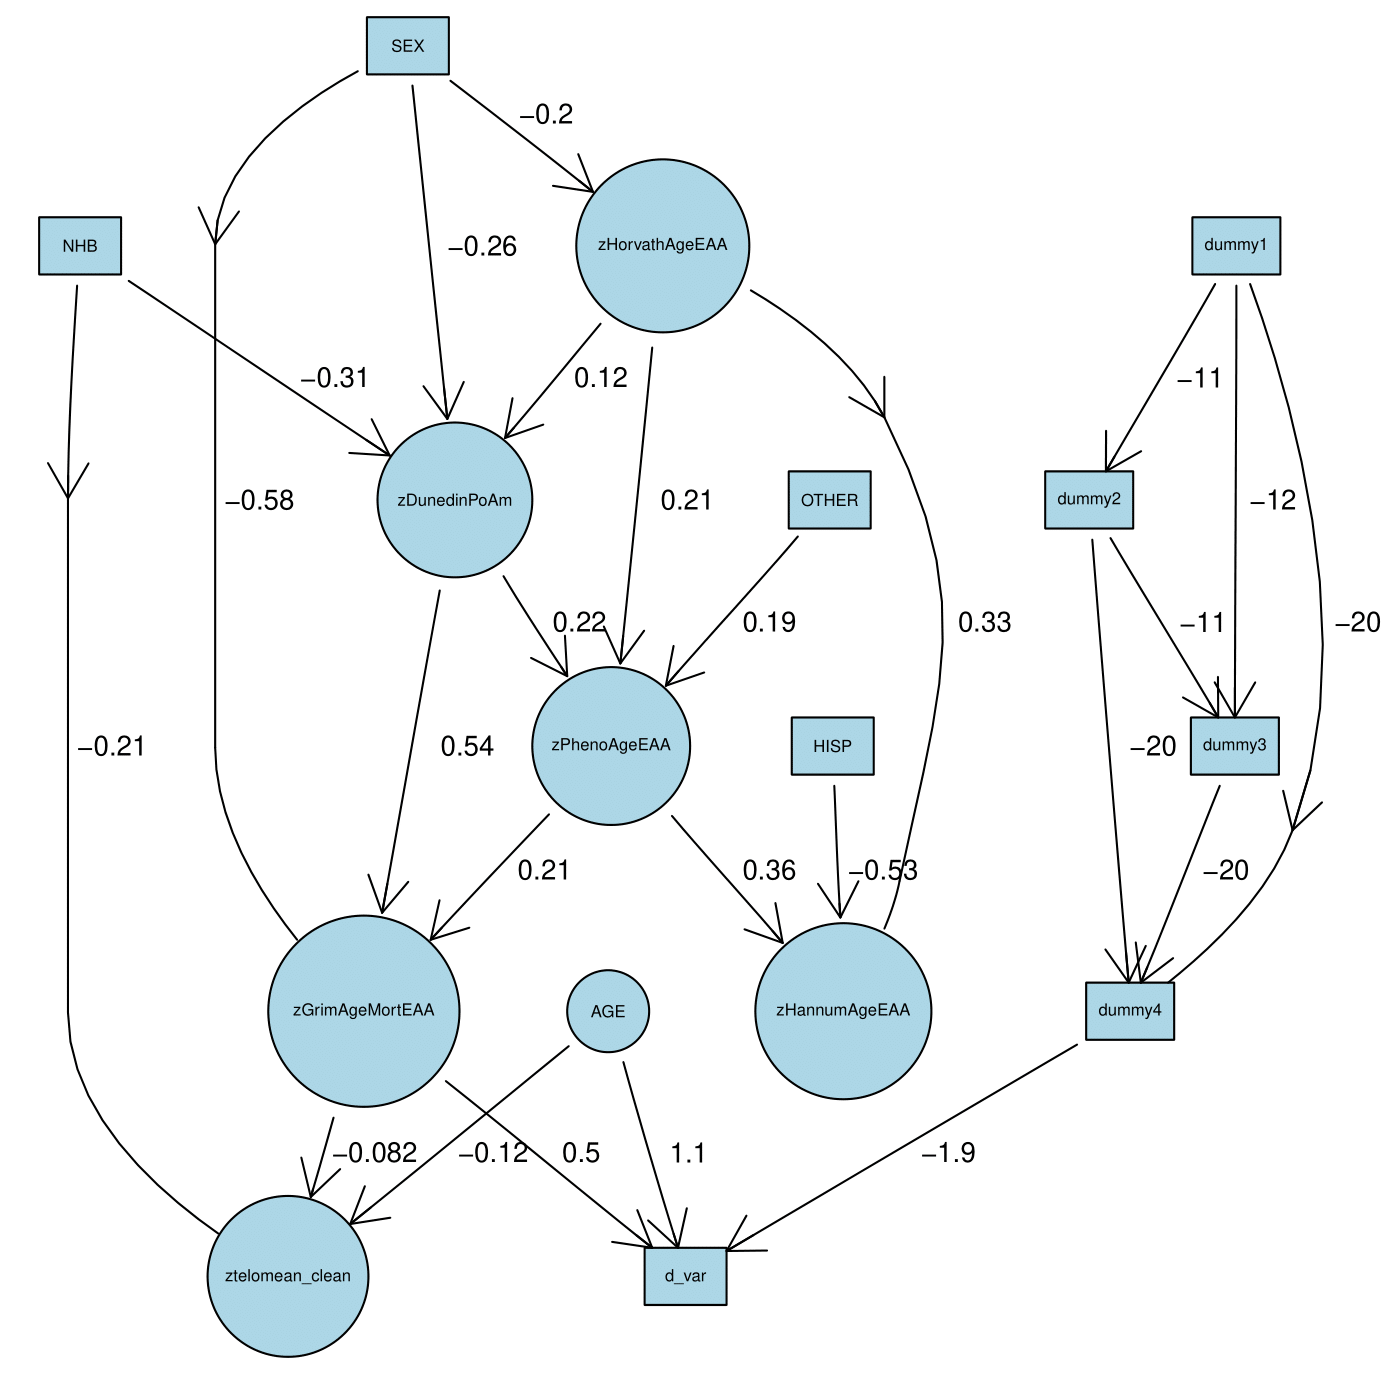 SEX
−0.2
NHB
−0.26
zHorvathAgeEAA
dummy1
−0.31
0.12
−11
−0.58
zDunedinPoAm
0.21
OTHER
dummy2
−12
0.22
0.19
0.33
−11
−20
−0.21
0.54
zPhenoAgeEAA
HISP
−20
dummy3
0.21
0.36
−0.53
−20
zGrimAgeMortEAA
AGE
zHannumAgeEAA
dummy4
−0.082
−0.12
0.5
1.1
−1.9
ztelomean_clean
d_var